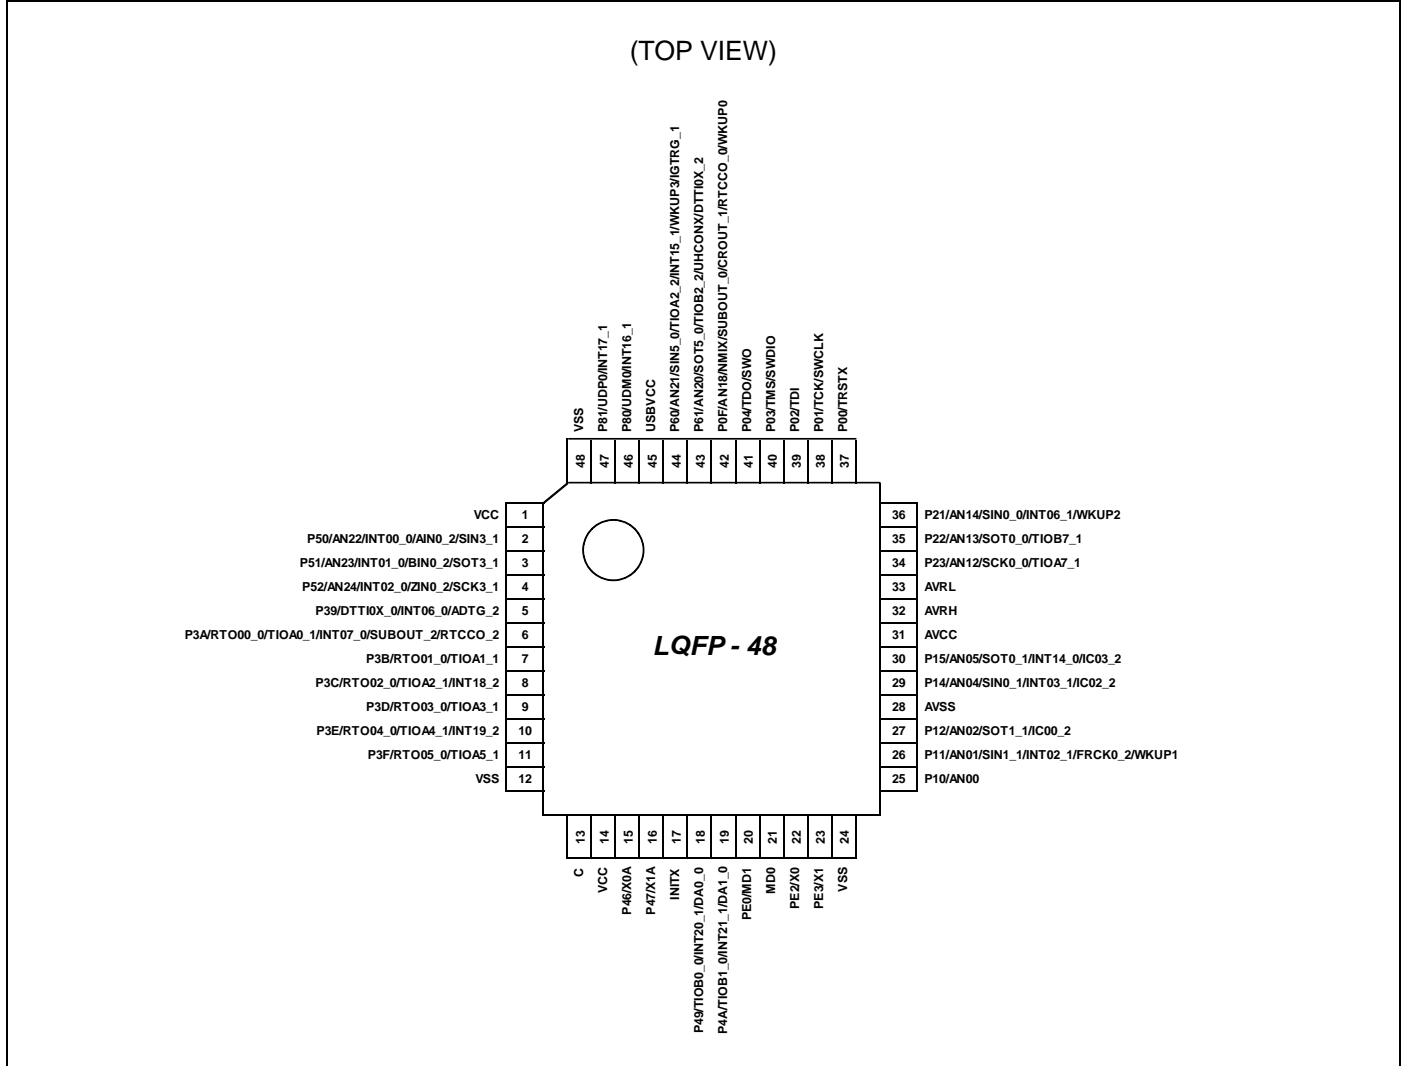 (TOP VIEW)
VSS
P81/UDP0/INT17_1
P80/UDM0/INT16_1
USBVCC
P60/AN21/SIN5_0/TIOA2_2/INT15_1/WKUP3/IGTRG_1
P61/AN20/SOT5_0/TIOB2_2/UHCONX/DTTI0X_2
P0F/AN18/NMIX/SUBOUT_0/CROUT_1/RTCCO_0/WKUP0
P04/TDO/SWO
P03/TMS/SWDIO
P02/TDI
P01/TCK/SWCLK
P00/TRSTX
48
47
46
45
44
43
42
41
40
39
38
37
VCC 1
P50/AN22/INT00_0/AIN0_2/SIN3_1 2
P51/AN23/INT01_0/BIN0_2/SOT3_1 3
P52/AN24/INT02_0/ZIN0_2/SCK3_1 4
P39/DTTI0X_0/INT06_0/ADTG_2 5
P3A/RTO00_0/TIOA0_1/INT07_0/SUBOUT_2/RTCCO_2 6
P3B/RTO01_0/TIOA1_1 7
P3C/RTO02_0/TIOA2_1/INT18_2 8
P3D/RTO03_0/TIOA3_1 9
P3E/RTO04_0/TIOA4_1/INT19_2 10
P3F/RTO05_0/TIOA5_1 11
VSS 12
LQFP - 48
36 P21/AN14/SIN0_0/INT06_1/WKUP2
35 P22/AN13/SOT0_0/TIOB7_1
34 P23/AN12/SCK0_0/TIOA7_1
33 AVRL
32 AVRH
31 AVCC
30 P15/AN05/SOT0_1/INT14_0/IC03_2
29 P14/AN04/SIN0_1/INT03_1/IC02_2
28 AVSS
27 P12/AN02/SOT1_1/IC00_2
26 P11/AN01/SIN1_1/INT02_1/FRCK0_2/WKUP1
25 P10/AN00
13
14
15
16
17
18
19
20
21
22
23
24
C
VCC
P46/X0A
P47/X1A
INITX
P49/TIOB0_0/INT20_1/DA0_0
P4A/TIOB1_0/INT21_1/DA1_0
PE0/MD1
MD0
PE2/X0
PE3/X1
VSS